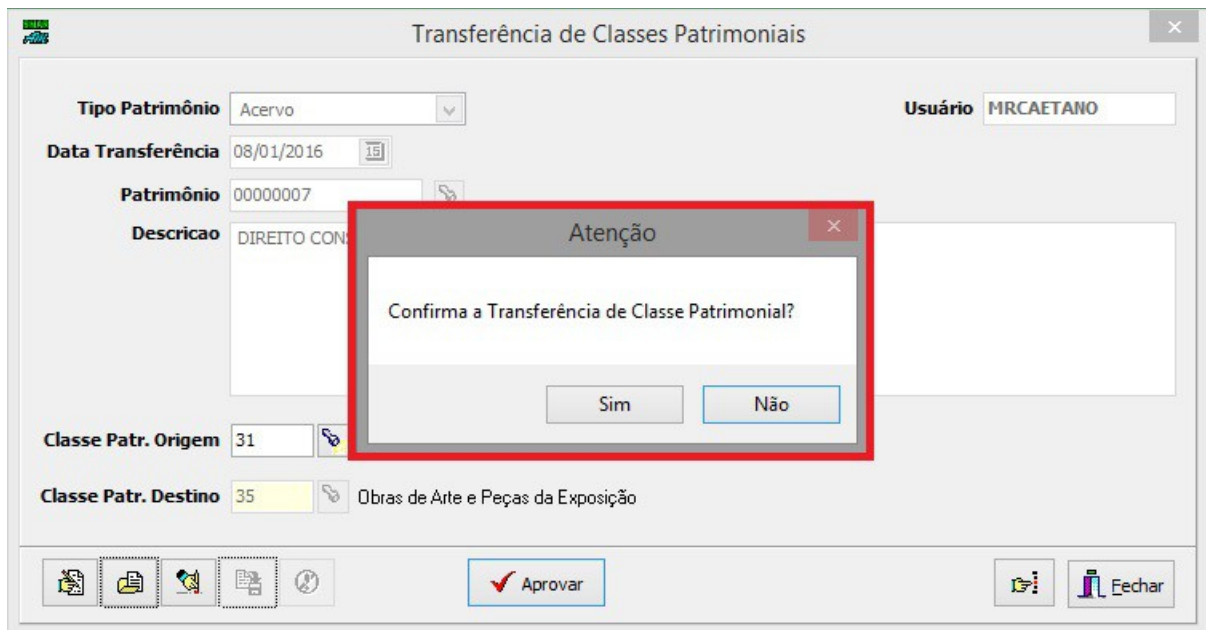 Transferência de Classes Patrimoniais
Tipo Patrimônio Acervo
Usuário MRCAETANO
Data Transferência 08/01/2016 15
Patrimônio 00000007
Descricao DIREITO CONS
Atenção
Confirma a Transferência de Classe Patrimonial?
Sim Não
Classe Patr. Origem 31
Classe Patr. Destino 35 Obras de Arte e Peças da Exposição
Aprovar
Fechar